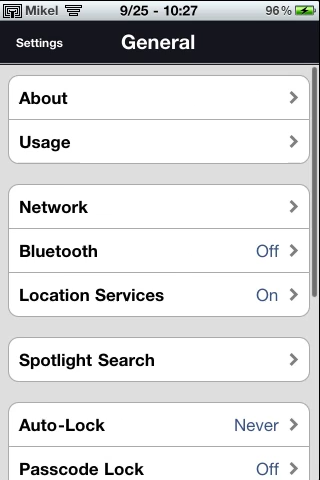 Mikel 9/25 - 10:27 96%
Settings General
About
Usage
Network
Bluetooth Off
Location Services On
Spotlight Search
Auto-Lock Never
Passcode Lock Off